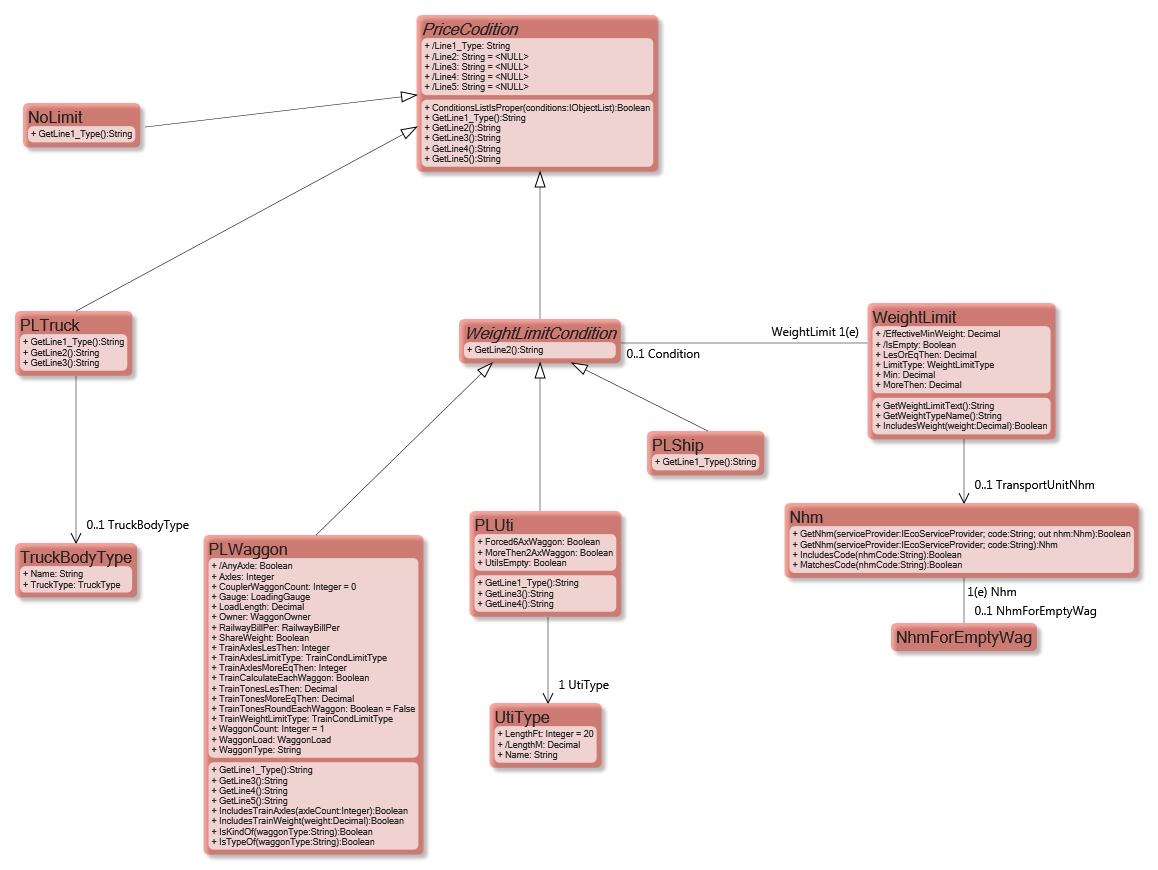 PriceCodition
+ /Line1_Type: String
+ /Line2: String = <NULL>
+ /Line3: String = <NULL>
+ /Line4: String = <NULL>
+ /Line5: String = <NULL>
+ ConditionsListIsProper(conditions:IObjectList):Boolean
+ GetLine1_Type():String
+ GetLine2():String
+ GetLine3():String
+ GetLine4():String
+ GetLine5():String
NoLimit
+ GetLine1_Type():String
PLTruck
+ GetLine1_Type():String
+ GetLine2():String
+ GetLine3():String
WeightLimitCondition
+ GetLine2():String
WeightLimit 1(e)
0..1 Condition
WeightLimit
+ /EffectiveMinWeight: Decimal
+ /IsEmpty: Boolean
+ LesOrEqThen: Decimal
+ LimitType: WeightLimitType
+ Min: Decimal
+ MoreThen: Decimal
+ GetWeightLimitText():String
+ GetWeightTypeName():String
+ IncludesWeight(weight:Decimal):Boolean
PLShip
+ GetLine1_Type():String
0..1 TransportUnitNhm
0..1 TruckBodyType
TruckBodyType
+ Name: String
+ TruckType: TruckType
PLWaggon
+ /AnyAxle: Boolean
+ Axles: Integer
+ CouplerWaggonCount: Integer = 0
+ Gauge: LoadingGauge
+ LoadLength: Decimal
+ Owner: WaggonOwner
+ RailwayBillPer: RailwayBillPer
+ ShareWeight: Boolean
+ TrainAxlesLesThen: Integer
+ TrainAxlesLimitType: TrainCondLimitType
+ TrainAxlesMoreEqThen: Integer
+ TrainCalculateEachWaggon: Boolean
+ TrainTonesLesThen: Decimal
+ TrainTonesMoreEqThen: Decimal
+ TrainTonesRoundEachWaggon: Boolean = False
+ TrainWeightLimitType: TrainCondLimitType
+ WaggonCount: Integer = 1
+ WaggonLoad: WaggonLoad
+ WaggonType: String
+ GetLine1_Type():String
+ GetLine3():String
+ GetLine4():String
+ GetLine5():String
+ IncludesTrainAxles(axleCount:Integer):Boolean
+ IncludesTrainWeight(weight:Decimal):Boolean
+ IsKindOf(waggonType:String):Boolean
+ IsTypeOf(waggonType:String):Boolean
PLUti
+ Forced6AxWaggon: Boolean
+ MoreThen2AxWaggon: Boolean
+ UtiIsEmpty: Boolean
+ GetLine1_Type():String
+ GetLine3():String
+ GetLine4():String
1 UtiType
UtiType
+ LengthFt: Integer = 20
+ /LengthM: Decimal
+ Name: String
Nhm
+ GetNhm(serviceProvider:IEcoServiceProvider; code:String; out nhm:Nhm):Boolean
+ GetNhm(serviceProvider:IEcoServiceProvider; code:String):Nhm
+ IncludesCode(nhmCode:String):Boolean
+ MatchesCode(nhmCode:String):Boolean
1(e) Nhm
0..1 NhmForEmptyWag
NhmForEmptyWag